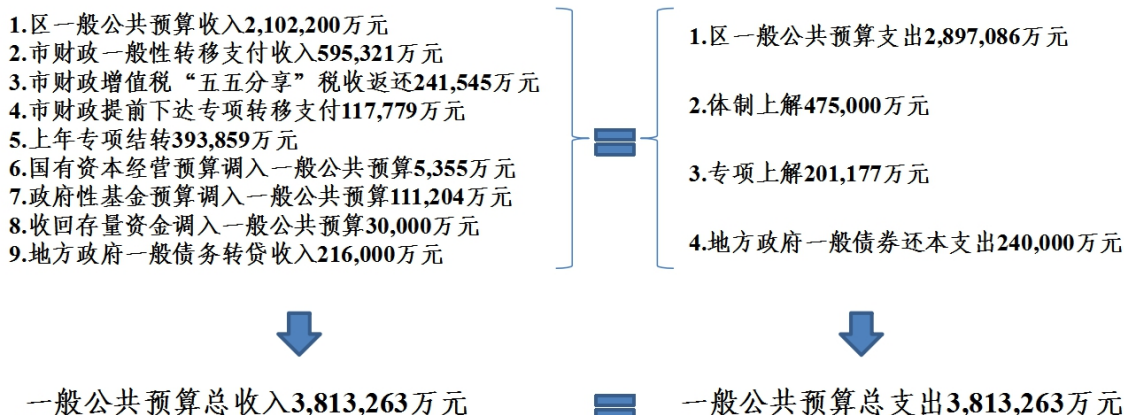 1.区一般公共预算收入2,102,200万元
2.市财政一般性转移支付收入595,321万元
3.市财政增值税“五五分享”税收返还241,545万元
4.市财政提前下达专项转移支付117,779万元
5.上年专项结转393,859万元
6.国有资本经营预算调入一般公共预算5,355万元
7.政府性基金预算调入一般公共预算111,204万元
8.收回存量资金调入一般公共预算30,000万元
9.地方政府一般债务转贷收入216,000万元
1.区一般公共预算支出2,897,086万元
2.体制上解475,000万元
3.专项上解201,177万元
4.地方政府一般债券还本支出240,000万元
一般公共预算总收入3,813,263万元
一般公共预算总支出3,813,263万元